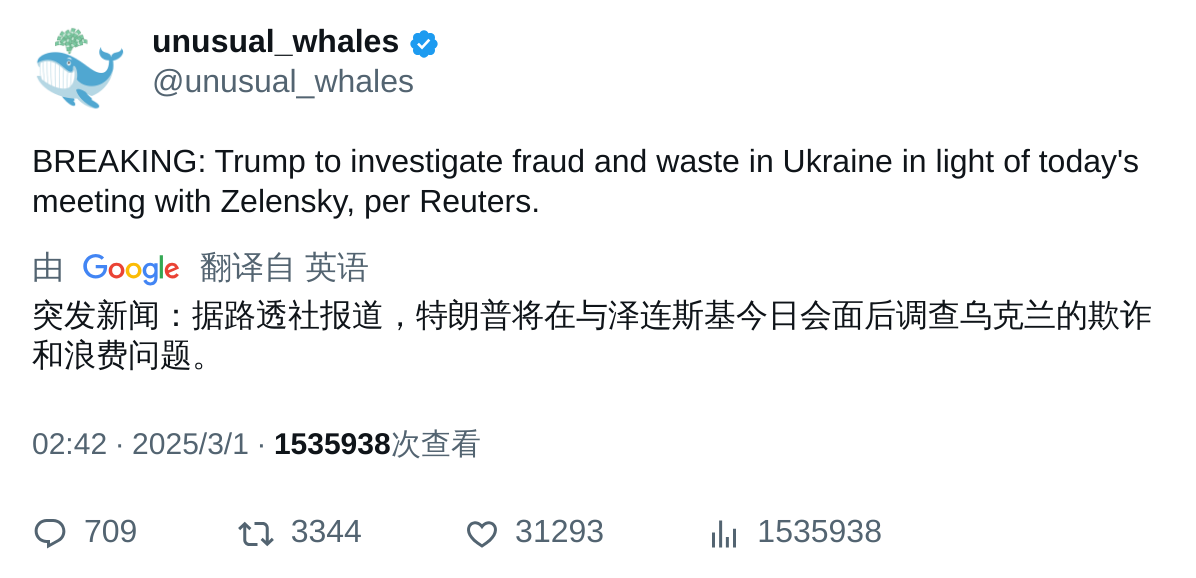 unusual_whales
@unusual_whales
BREAKING: Trump to investigate fraud and waste in Ukraine in light of today's
meeting with Zelensky, per Reuters.
由 Google 翻译自 英语
突发新闻：据路透社报道，特朗普将在与泽连斯基今日会面后调查乌克兰的欺诈
和浪费问题。
02:42 · 2025/3/1 · 1535938次查看
709 3344 31293 1535938